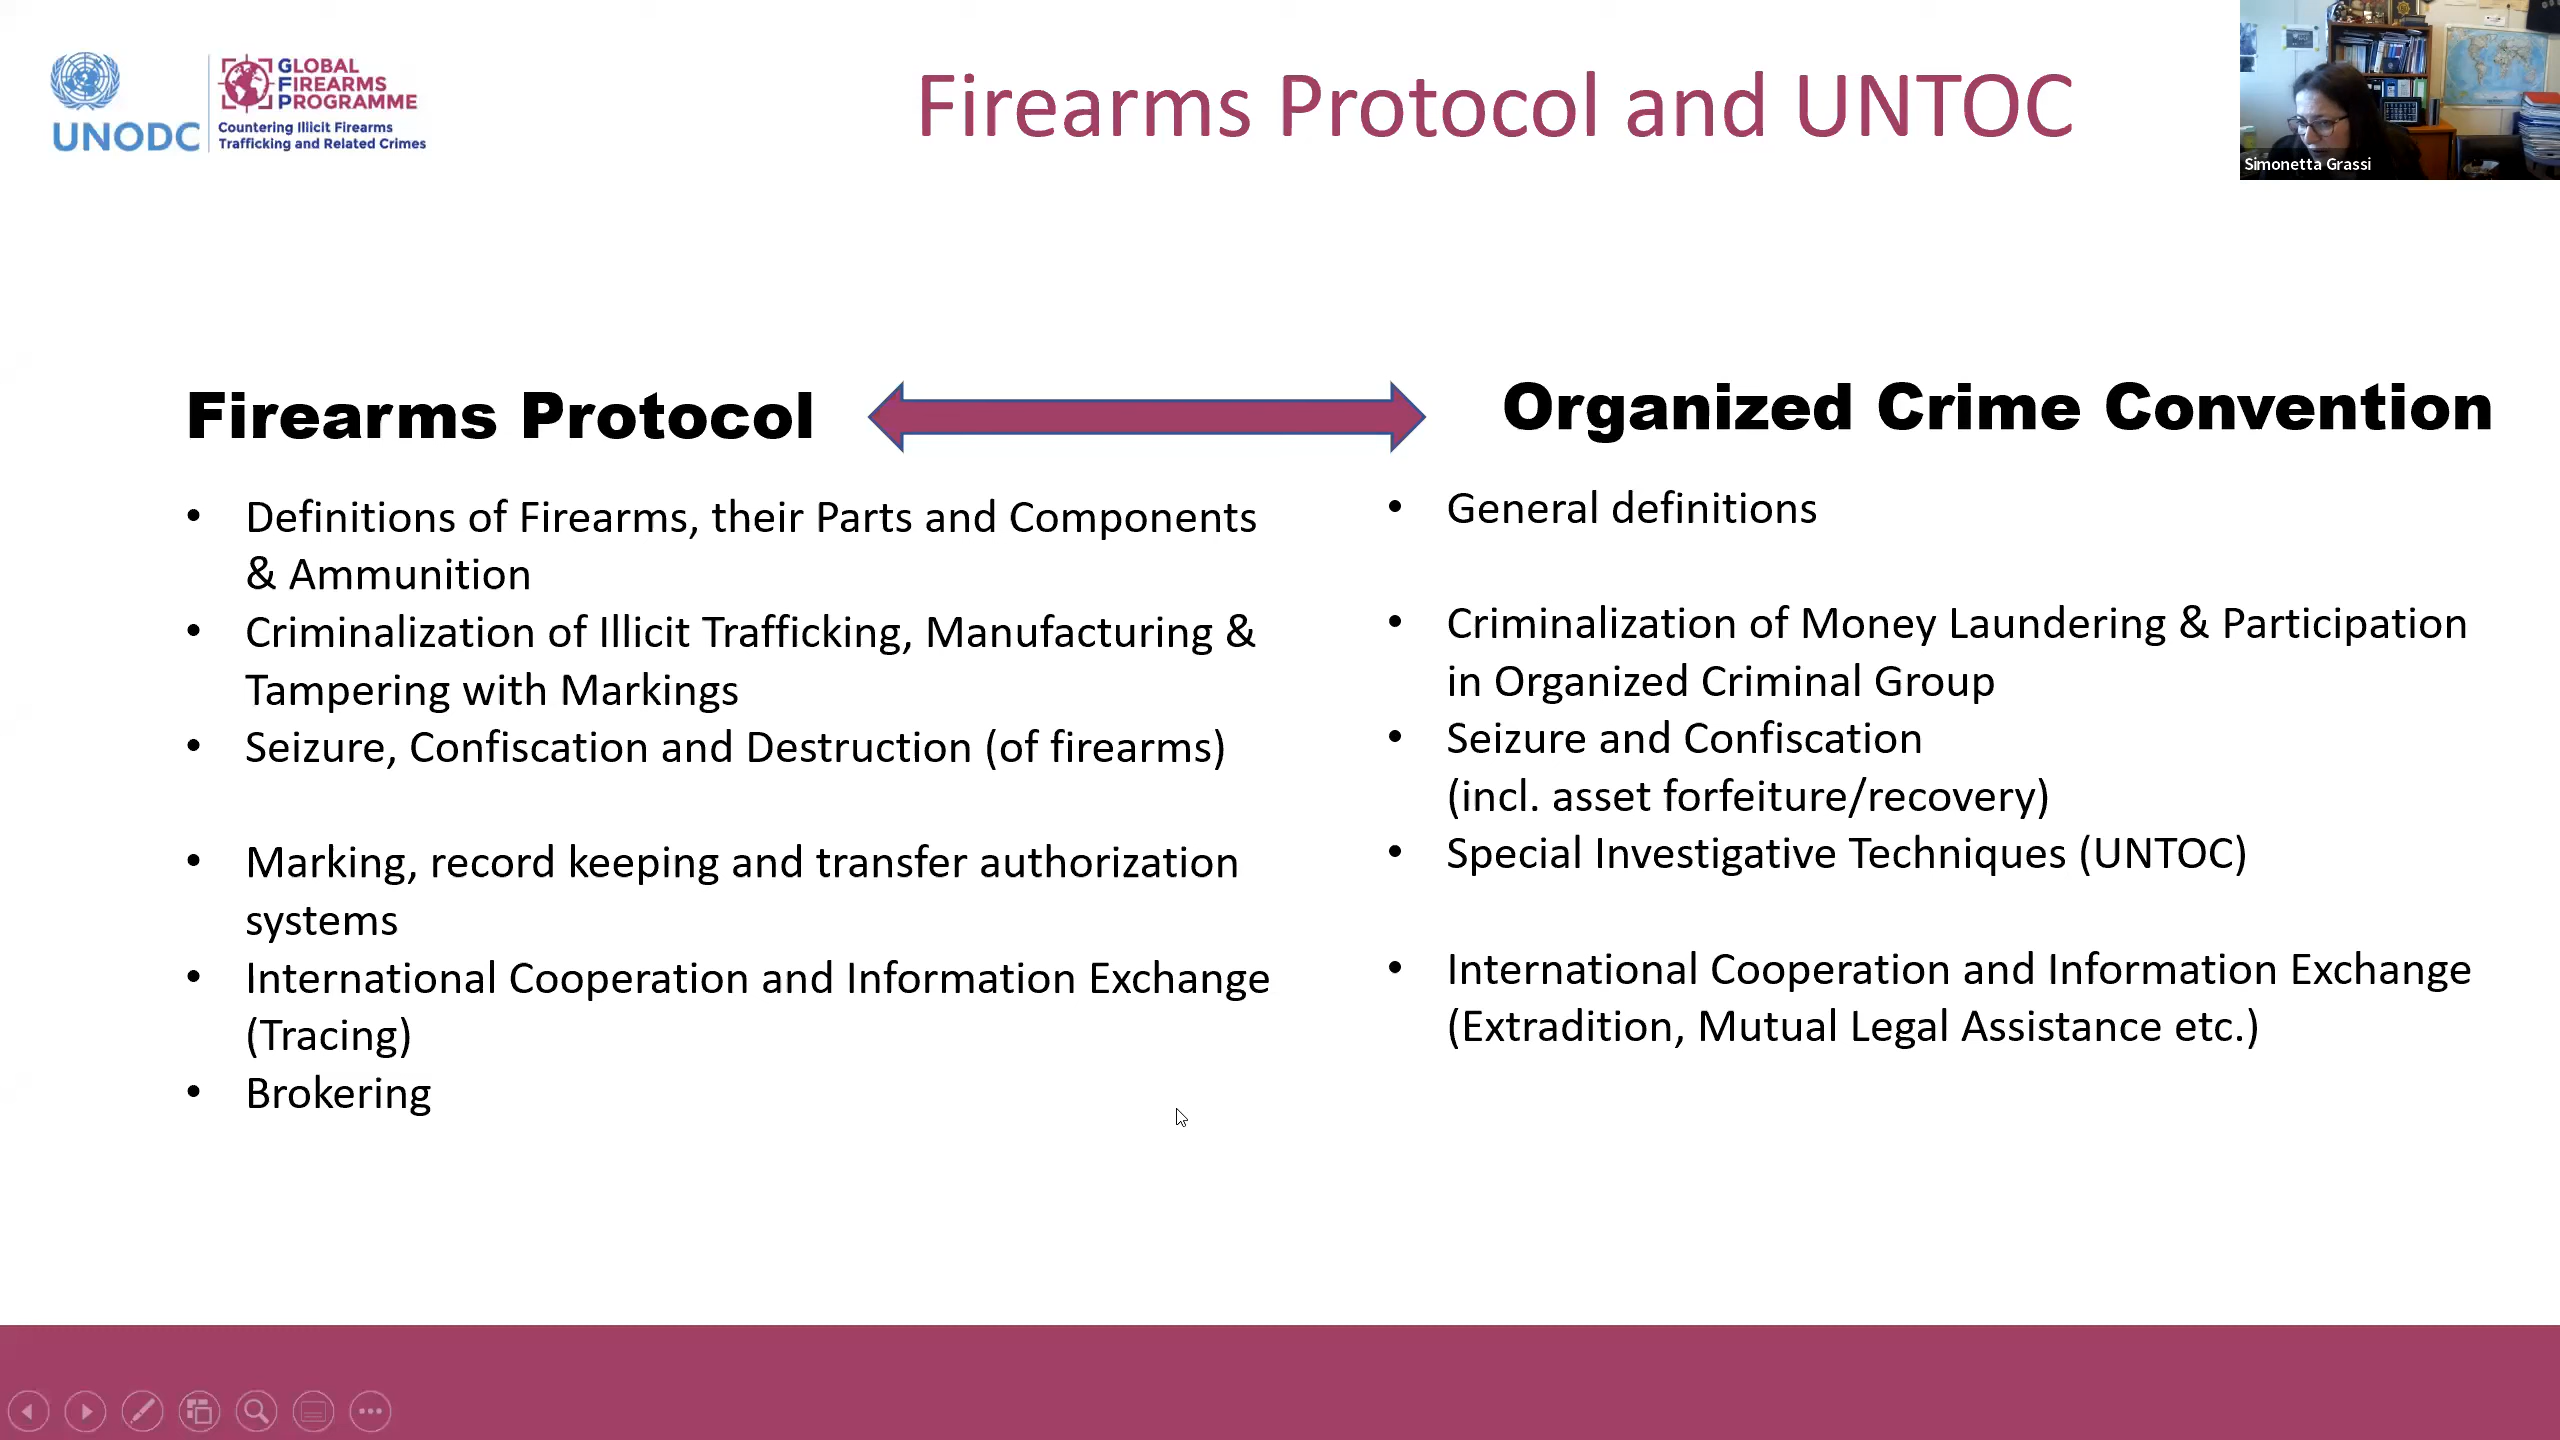 UNODC
GLOBAL
FIREARMS
PROGRAMME
Countering Illicit Firearms
Trafficking and Related Crimes
Firearms Protocol and UNTOC
Simonetta Grassi
Firearms Protocol
• Definitions of Firearms, their Parts and Components
& Ammunition
• Criminalization of Illicit Trafficking, Manufacturing &
Tampering with Markings
• Seizure, Confiscation and Destruction (of firearms)
• Marking, record keeping and transfer authorization
systems
• International Cooperation and Information Exchange
(Tracing)
• Brokering
Organized Crime Convention
• General definitions
• Criminalization of Money Laundering & Participation
in Organized Criminal Group
• Seizure and Confiscation
(incl. asset forfeiture/recovery)
• Special Investigative Techniques (UNTOC)
• International Cooperation and Information Exchange
(Extradition, Mutual Legal Assistance etc.)